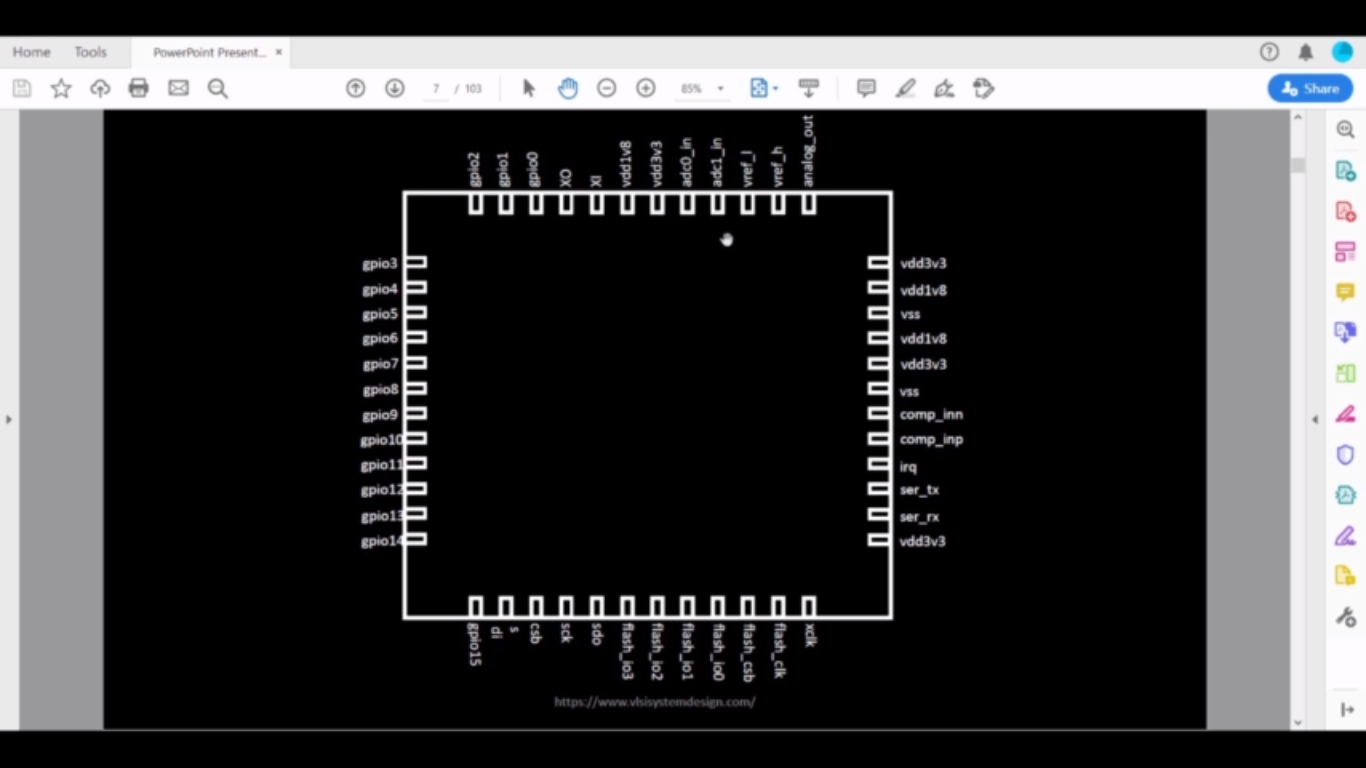 Home Tools PowerPoint Present... ×
7 / 103 85% Share
gpio2 gpio1 gpio0 XO XI vdd1v8 vdd3v3 adc0_in adc1_in vref_l vref_h analog_out
gpio3 vdd3v3
gpio4 vdd1v8
gpio5 vss
gpio6 vdd1v8
gpio7 vdd3v3
gpio8 vss
gpio9 comp_inn
gpio10 comp_inp
gpio11 irq
gpio12 ser_tx
gpio13 ser_rx
gpio14 vdd3v3
gpio15 s
di csb sck sdo flash_io3 flash_io2 flash_io1 flash_io0 flash_csb flash_clk xclk
https://www.vlsisystemdesign.com/